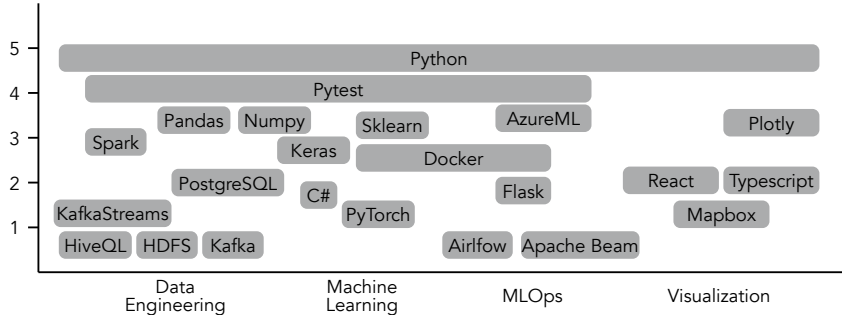 5
Python
4
Pytest
Pandas
Numpy
Sklearn
AzureML
Plotly
3
Spark
Keras
Docker
2
PostgreSQL
C#
Flask
React
Typescript
KafkaStreams
PyTorch
Mapbox
1
HiveQL
HDFS
Kafka
Airlfow
Apache Beam
Data
Engineering
Machine
Learning
MLOps
Visualization